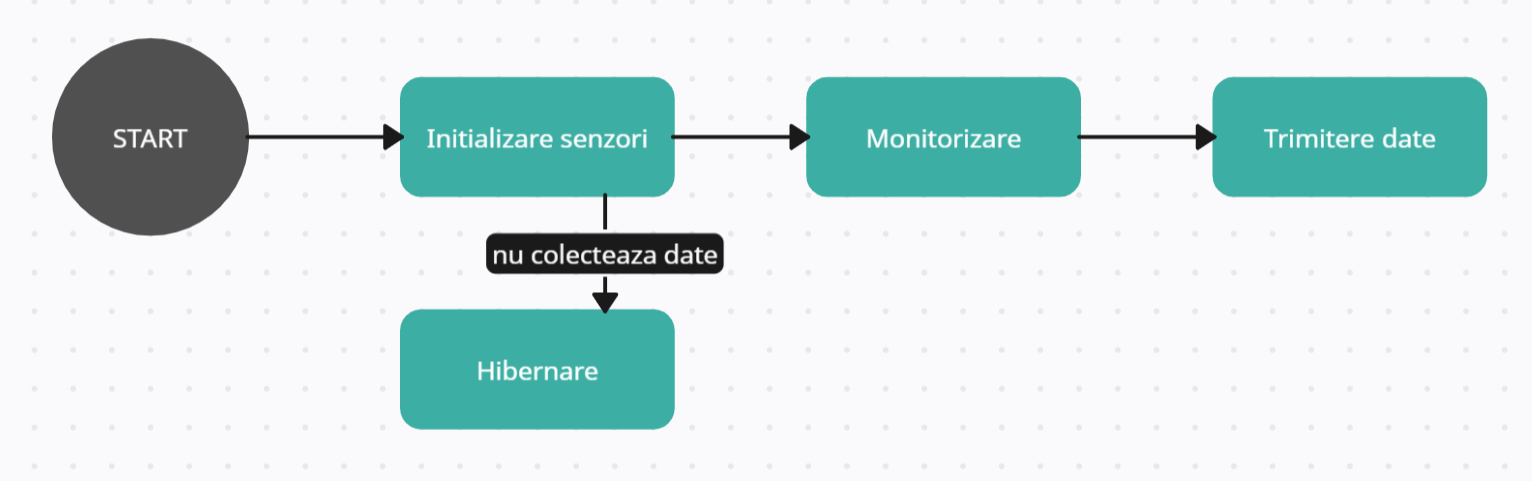 START
Initializare senzori
Monitorizare
Trimitere date
nu colecteaza date
Hibernare